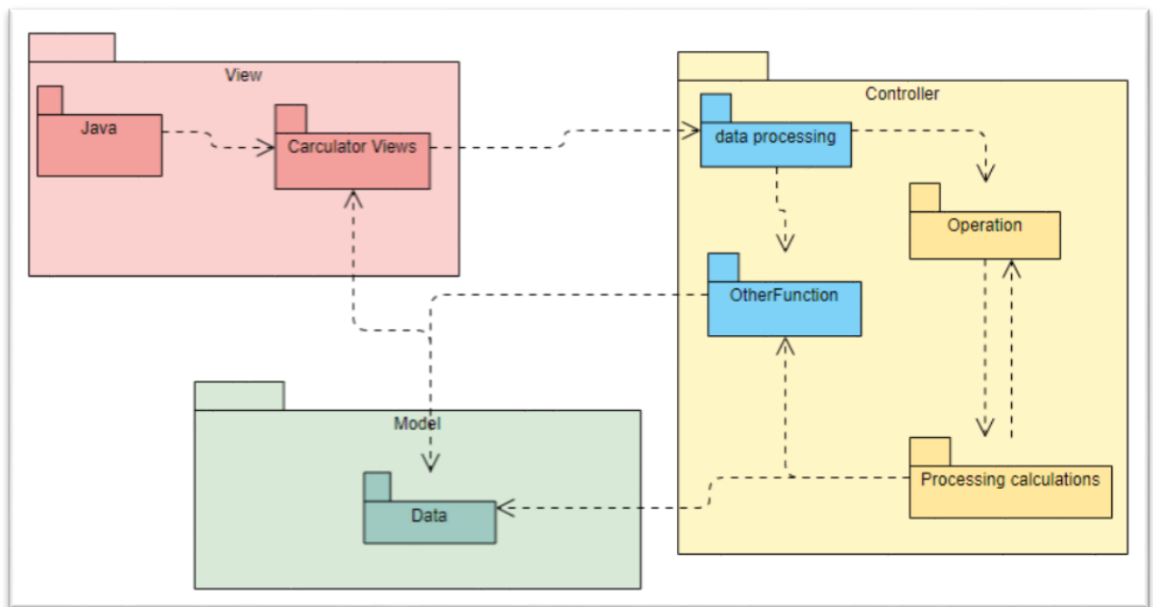 View
Java
Carculator Views
Controller
data processing
Operation
OtherFunction
Processing calculations
Model
Data